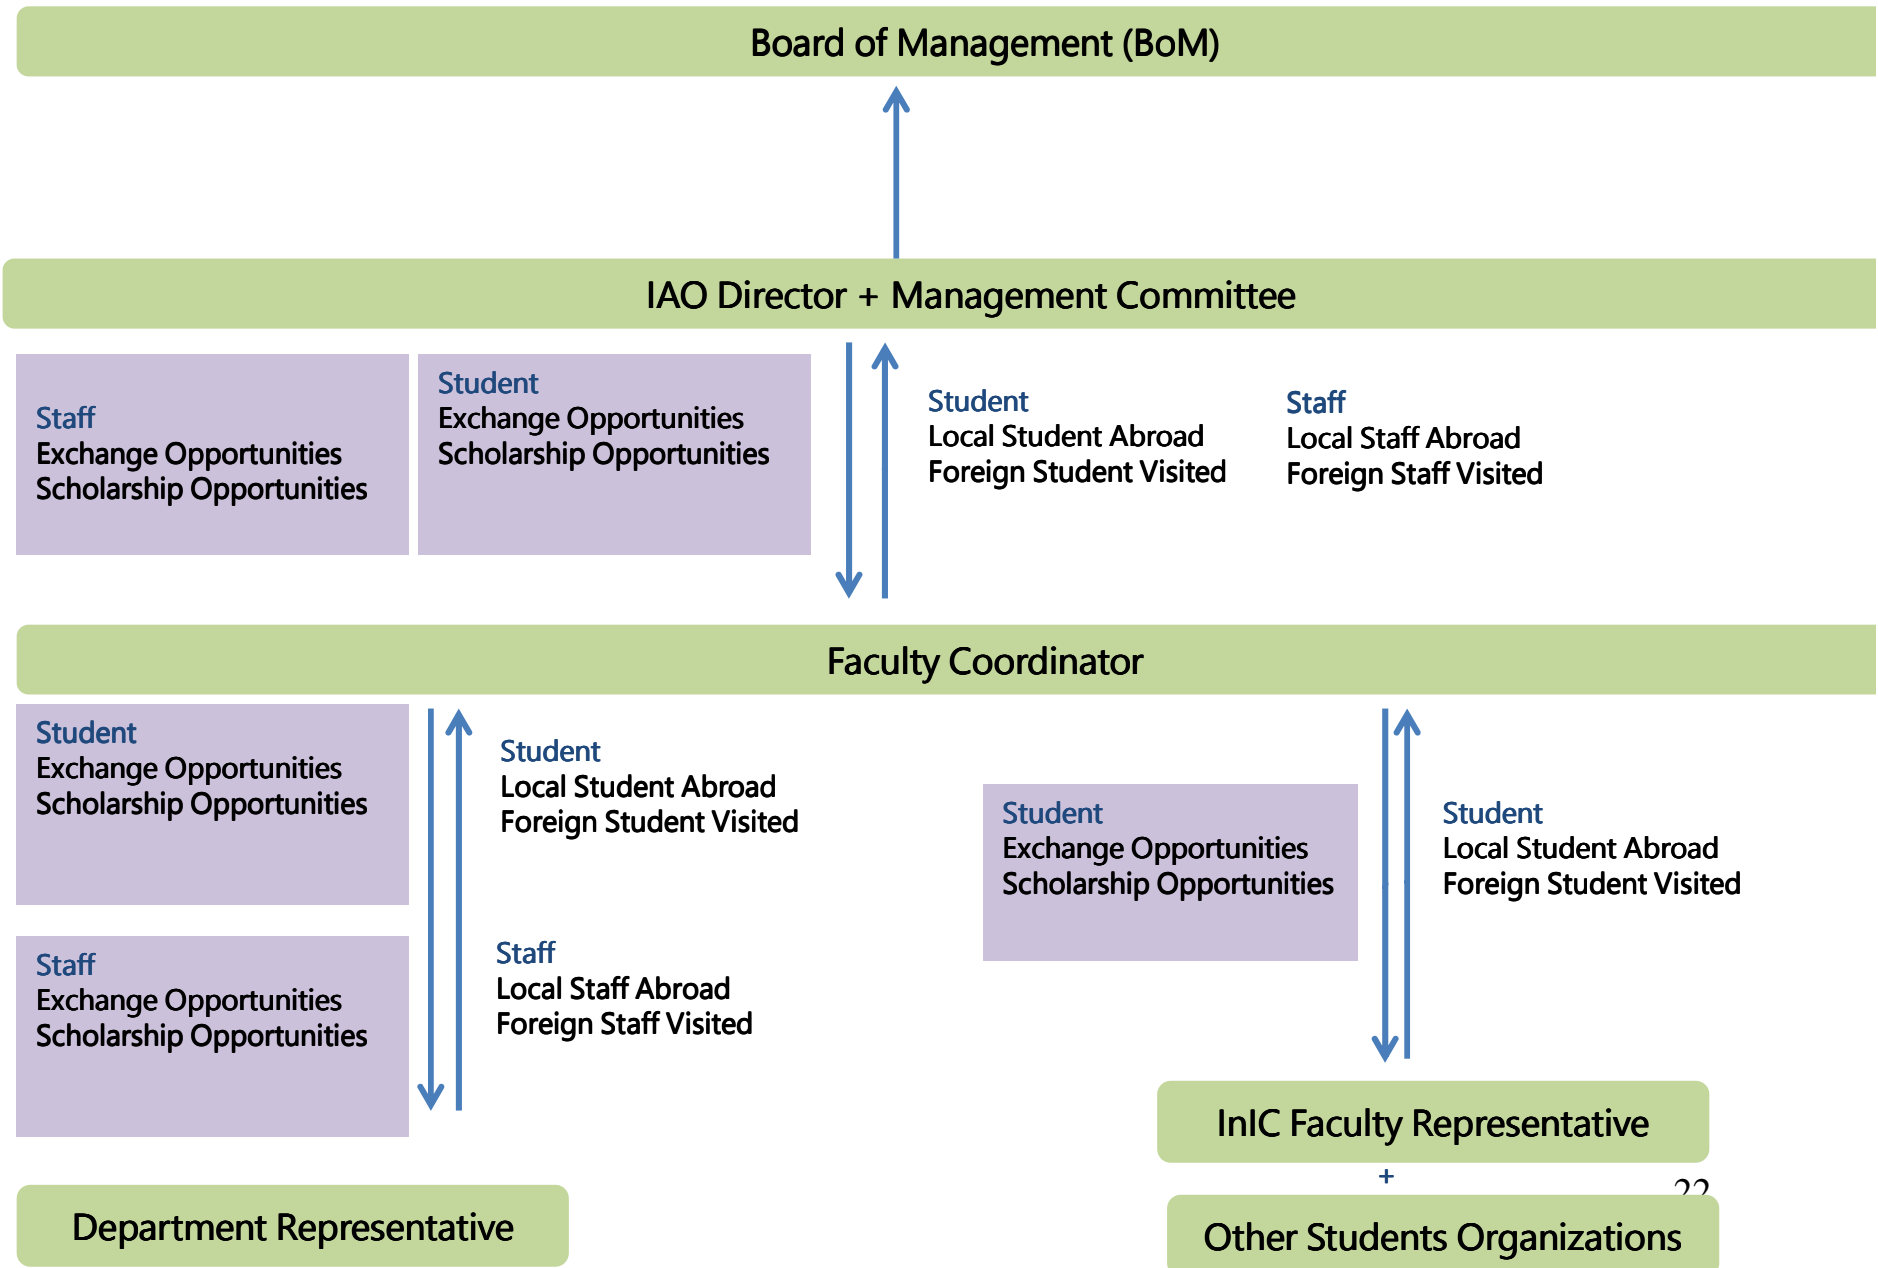 Board of Management (BoM)
IAO Director + Management Committee
Staff
Exchange Opportunities
Scholarship Opportunities
Student
Exchange Opportunities
Scholarship Opportunities
Student
Local Student Abroad
Foreign Student Visited
Staff
Local Staff Abroad
Foreign Staff Visited
Faculty Coordinator
Student
Exchange Opportunities
Scholarship Opportunities
Student
Local Student Abroad
Foreign Student Visited
Staff
Exchange Opportunities
Scholarship Opportunities
Staff
Local Staff Abroad
Foreign Staff Visited
Student
Exchange Opportunities
Scholarship Opportunities
Student
Local Student Abroad
Foreign Student Visited
Department Representative
InIC Faculty Representative
+
22
Other Students Organizations